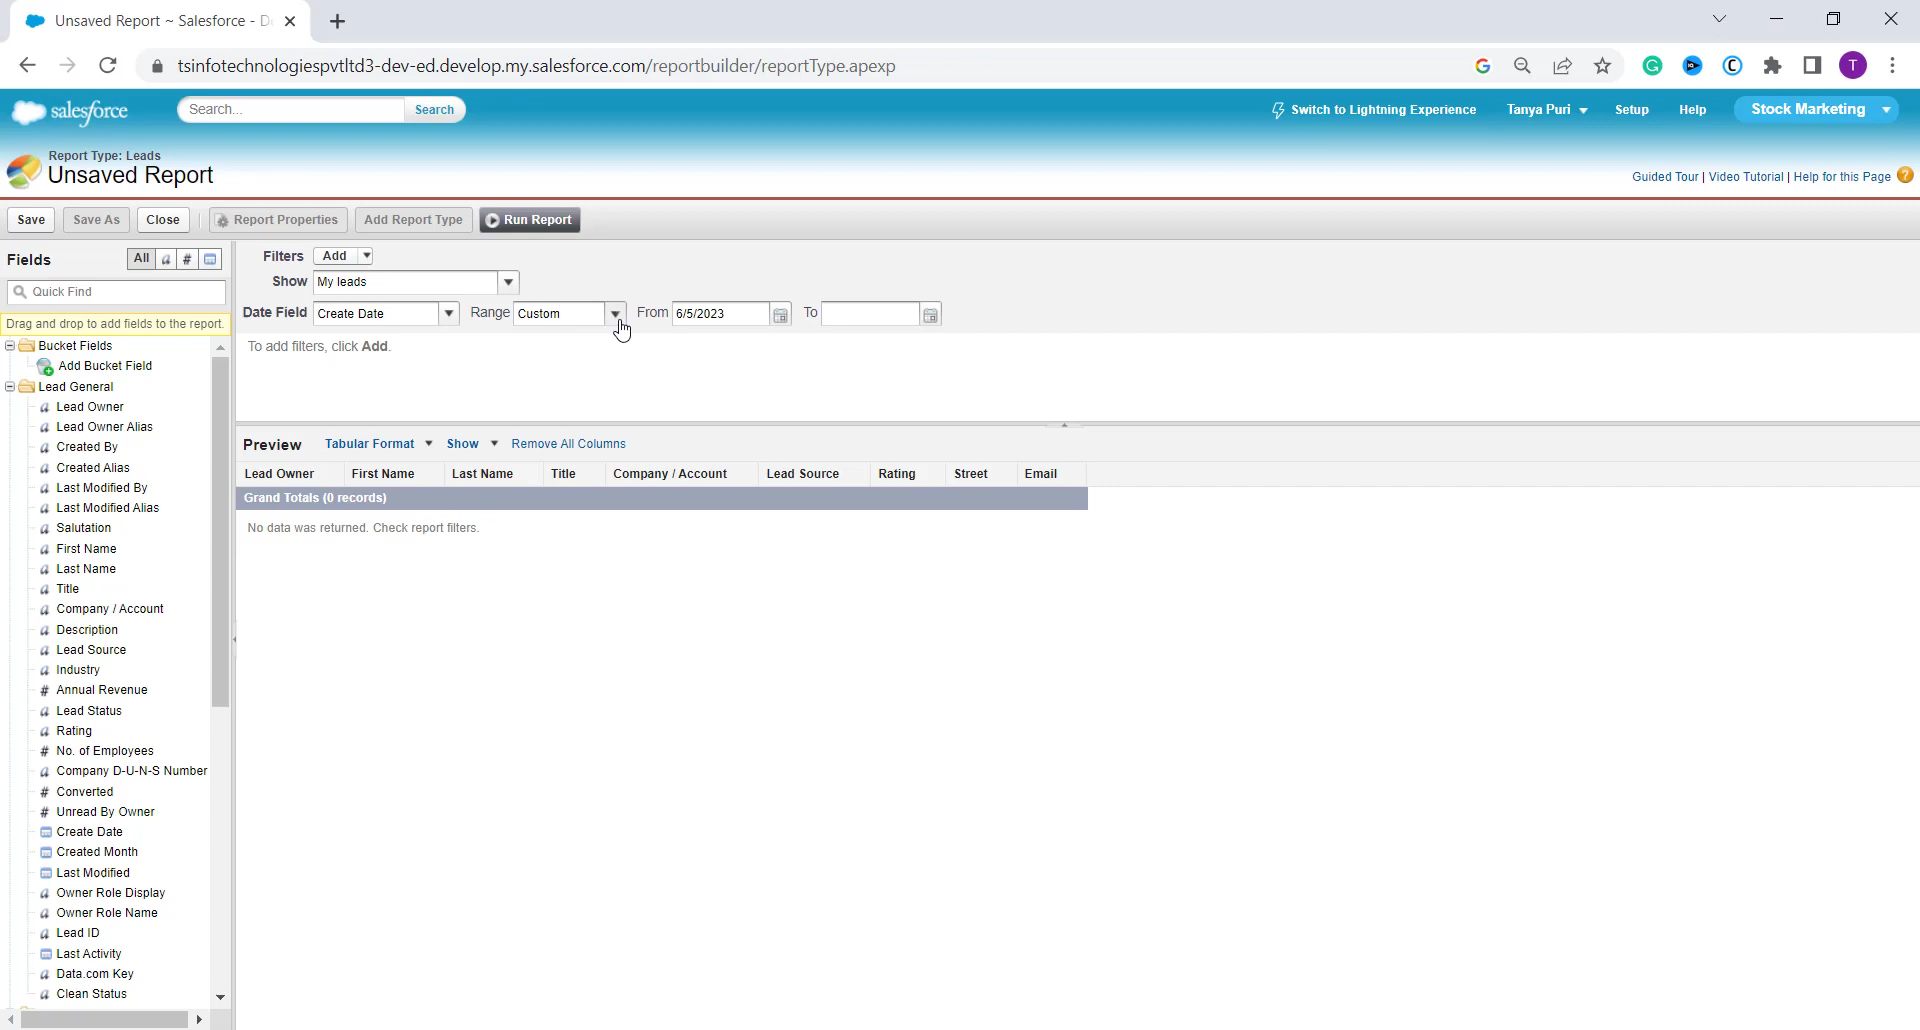 Unsaved Report ~ Salesforce - D
tsinfotechnologiespvtltd3-dev-ed.develop.my.salesforce.com/reportbuilder/reportType.apexp
T
salesforce
Search...
Search
Switch to Lightning Experience
Tanya Puri
Setup
Help
Stock Marketing
Report Type: Leads
Unsaved Report
Guided Tour | Video Tutorial | Help for this Page ?
Save
Save As
Close
Report Properties
Add Report Type
Run Report
Fields
All
a
#
Quick Find
Drag and drop to add fields to the report.
Bucket Fields
Add Bucket Field
Lead General
a Lead Owner
a Lead Owner Alias
a Created By
a Created Alias
a Last Modified By
a Last Modified Alias
a Salutation
a First Name
a Last Name
a Title
a Company / Account
a Description
a Lead Source
a Industry
# Annual Revenue
a Lead Status
a Rating
# No. of Employees
a Company D-U-N-S Number
# Converted
# Unread By Owner
Create Date
Created Month
Last Modified
a Owner Role Display
a Owner Role Name
a Lead ID
Last Activity
a Data.com Key
a Clean Status
Filters Add
Show My leads
Date Field Create Date Range Custom From 6/5/2023 To
To add filters, click Add.
Preview Tabular Format Show Remove All Columns
Lead Owner First Name Last Name Title Company / Account Lead Source Rating Street Email
Grand Totals (0 records)
No data was returned. Check report filters.